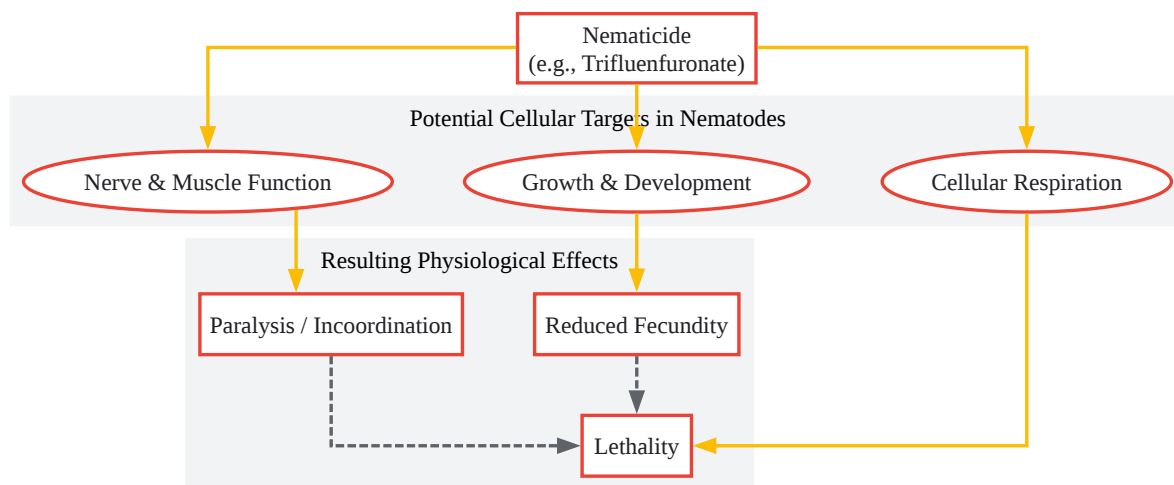 Nematicide
(e.g., Trifluenfuronate)
Potential Cellular Targets in Nematodes
Nerve & Muscle Function
Growth & Development
Cellular Respiration
Resulting Physiological Effects
Paralysis / Incoordination
Reduced Fecundity
Lethality